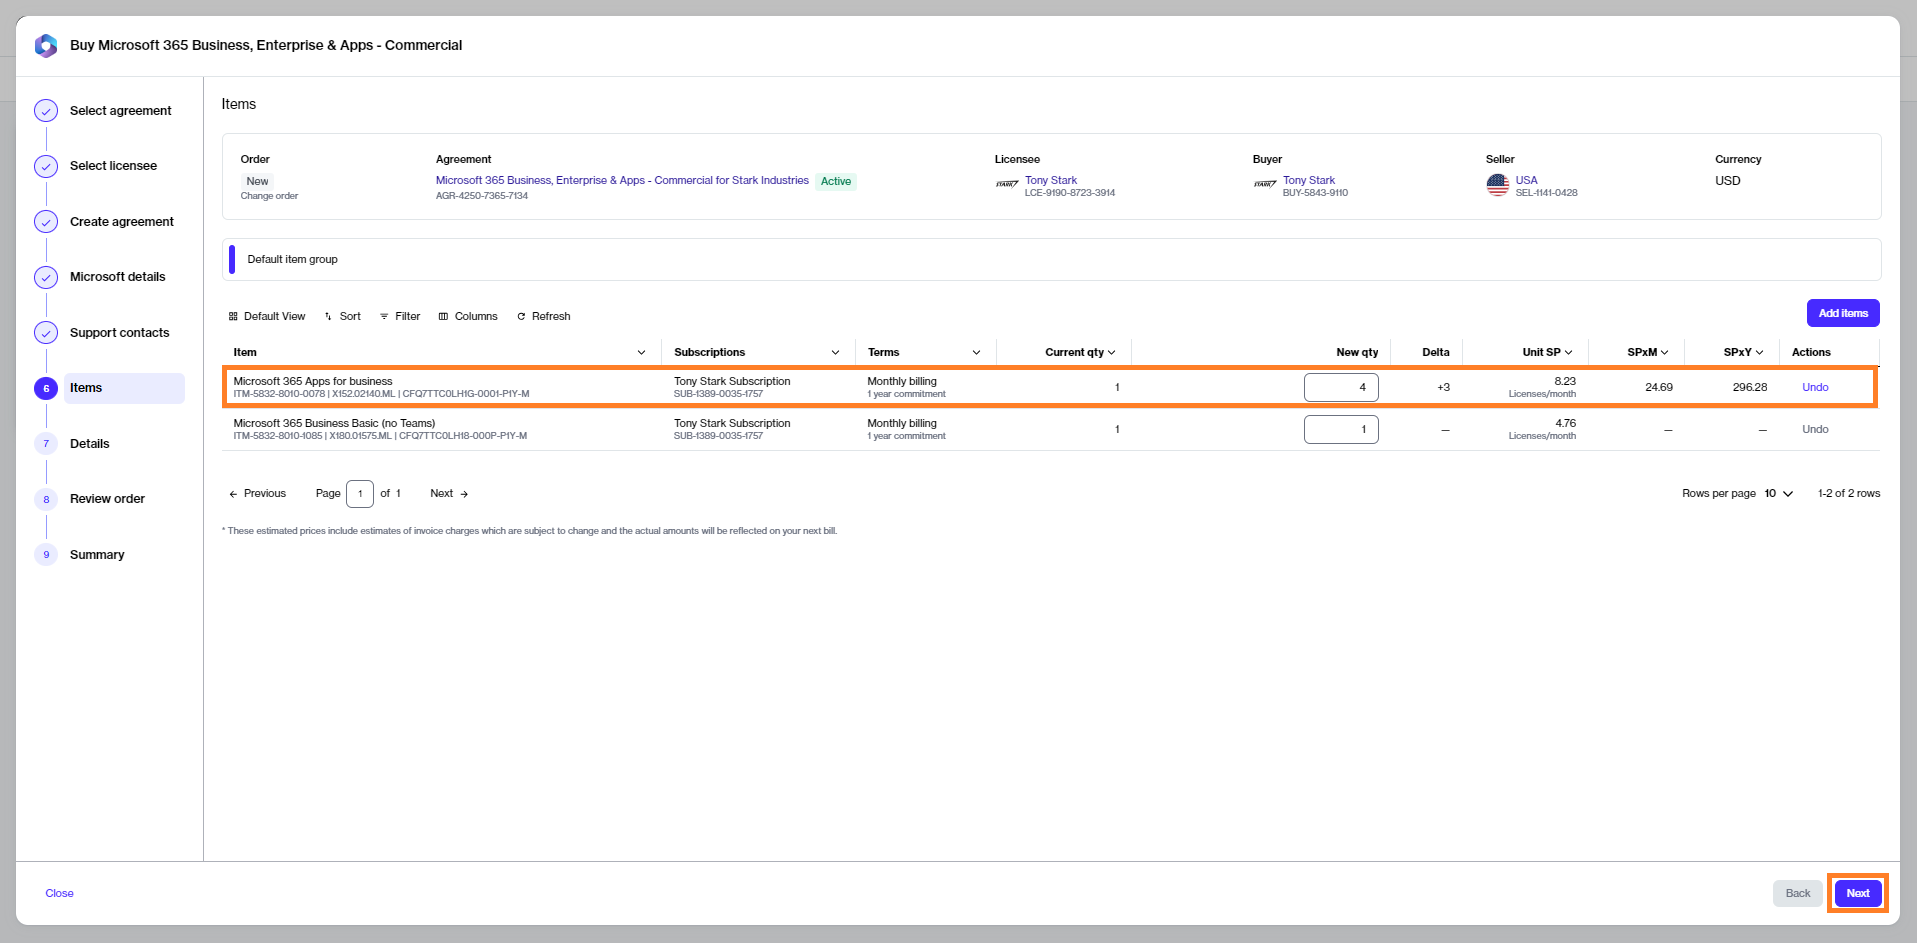 Buy Microsoft 365 Business, Enterprise & Apps - Commercial
Select agreement
Select licensee
Create agreement
Microsoft details
Support contacts
6 Items
7 Details
8 Review order
9 Summary
Items
Order Agreement Licensee Buyer Seller Currency
New Microsoft 365 Business, Enterprise & Apps - Commercial for Stark Industries Active STARK Tony Stark STARK Tony Stark USA USD
Change order AGR-4250-7365-7134 LCE-9190-8723-3914 BUY-5843-9110 SEL-1141-0428
Default item group
Default View Sort Filter Columns Refresh Add items
Item Subscriptions Terms Current qty New qty Delta Unit SP SPxM SPxY Actions
Microsoft 365 Apps for business Tony Stark Subscription Monthly billing 1 4 +3 8.23 24.69 296.28 Undo
ITM-5832-8010-0078 | X152.02140.ML | CFQ7TTC0LH1G-0001-P1Y-M SUB-1389-0035-1757 1 year commitment Licenses/month
Microsoft 365 Business Basic (no Teams) Tony Stark Subscription Monthly billing 1 1 — 4.76 — — Undo
ITM-5832-8010-1085 | X180.01575.ML | CFQ7TTC0LH18-000P-P1Y-M SUB-1389-0035-1757 1 year commitment Licenses/month
Previous Page 1 of 1 Next Rows per page 10 1-2 of 2 rows
* These estimated prices include estimates of invoice charges which are subject to change and the actual amounts will be reflected on your next bill.
Close Back Next